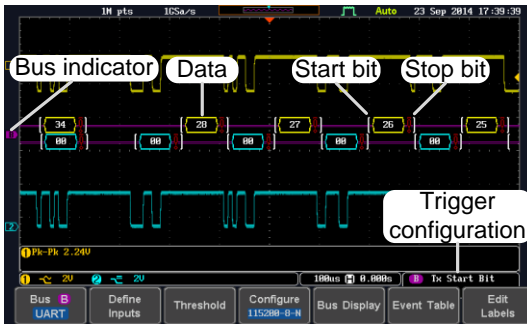 1M pts 1GSa/s Auto 23 Sep 2014 17:39:39
Bus indicator Data Start bit Stop bit
34 28 27 26 25
00 00 00 00 00
B
2
Trigger
configuration
1 Pk-Pk 2.24V
1 2V 2 2V 100us H 0.000s B Tx Start Bit
Bus B Define Threshold Configure Bus Display Event Table Edit
UART Inputs 115200-8-N Labels